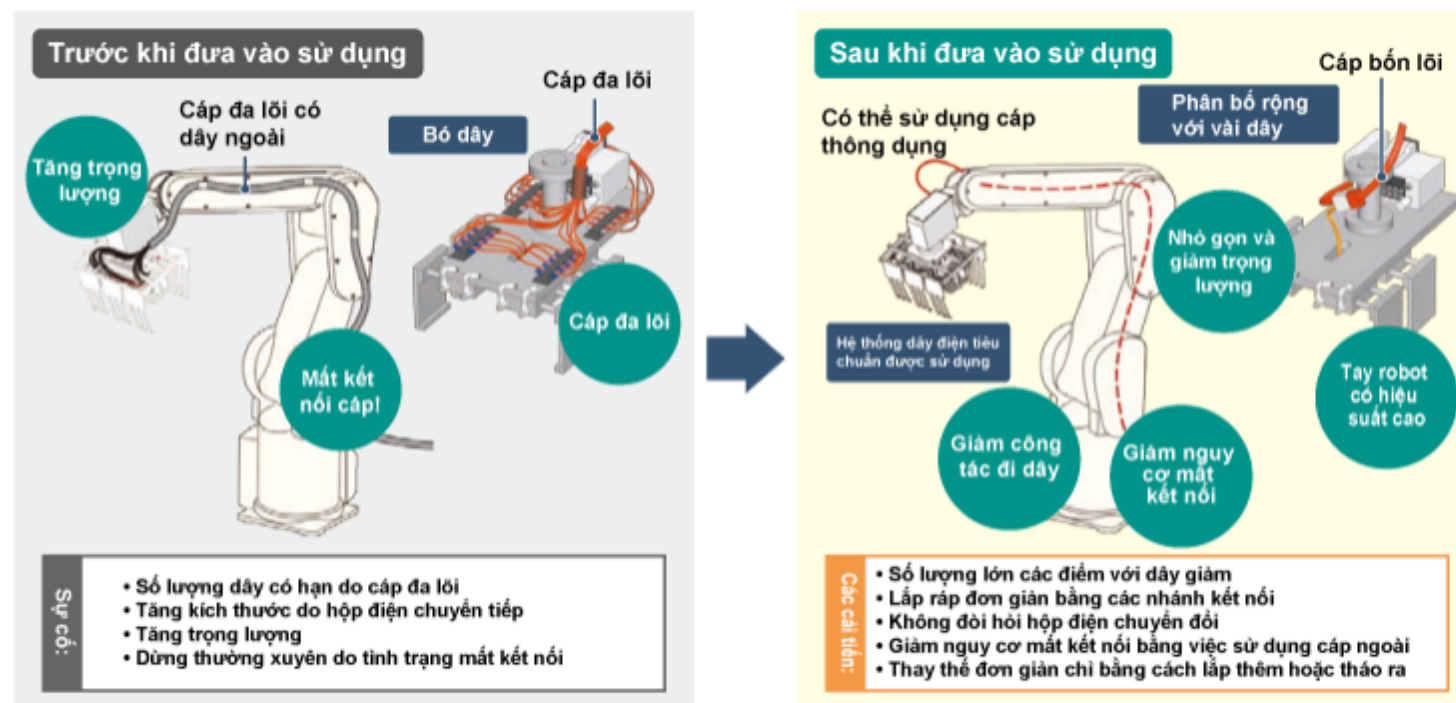 Trước khi đưa vào sử dụng
Cáp đa lõi
Cáp đa lõi có
dây ngoài
Bó dây
Tăng trọng
lượng
Cáp đa lõi
Mất kết
nối cáp!
Sự cố:
• Số lượng dây có hạn do cáp đa lõi
• Tăng kích thước do hộp điện chuyển tiếp
• Tăng trọng lượng
• Dừng thường xuyên do tình trạng mất kết nối
Sau khi đưa vào sử dụng
Cáp bốn lõi
Phân bố rộng
với vài dây
Có thể sử dụng cáp
thông dụng
Nhỏ gọn và
giảm trọng
lượng
Hệ thống dây điện tiêu
chuẩn được sử dụng
Tay robot
có hiệu
suất cao
Giảm công
tác đi dây
Giảm nguy
cơ mất
kết nối
Các cải tiến:
• Số lượng lớn các điểm với dây giảm
• Lắp ráp đơn giản bằng các nhánh kết nối
• Không đòi hỏi hộp điện chuyển đổi
• Giảm nguy cơ mất kết nối bằng việc sử dụng cáp ngoài
• Thay thế đơn giản chỉ bằng cách lắp thêm hoặc tháo ra